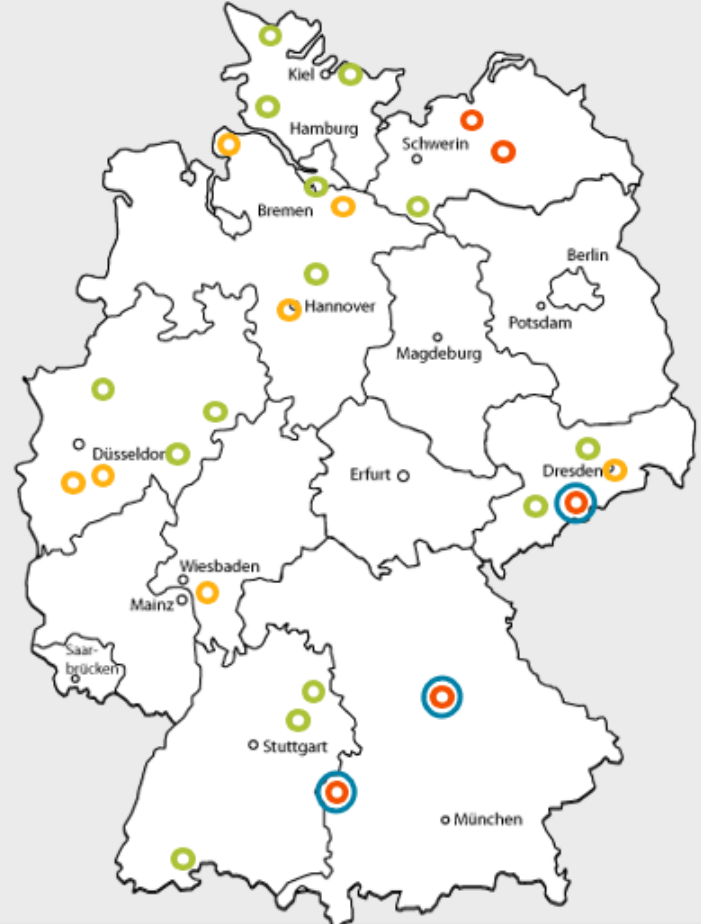 Kiel
Hamburg
Schwerin
Bremen
Berlin
Hannover
Potsdam
Magdeburg
Düsseldorf
Dresden
Erfurt
Wiesbaden
Mainz
Saar-
brücken
Stuttgart
München